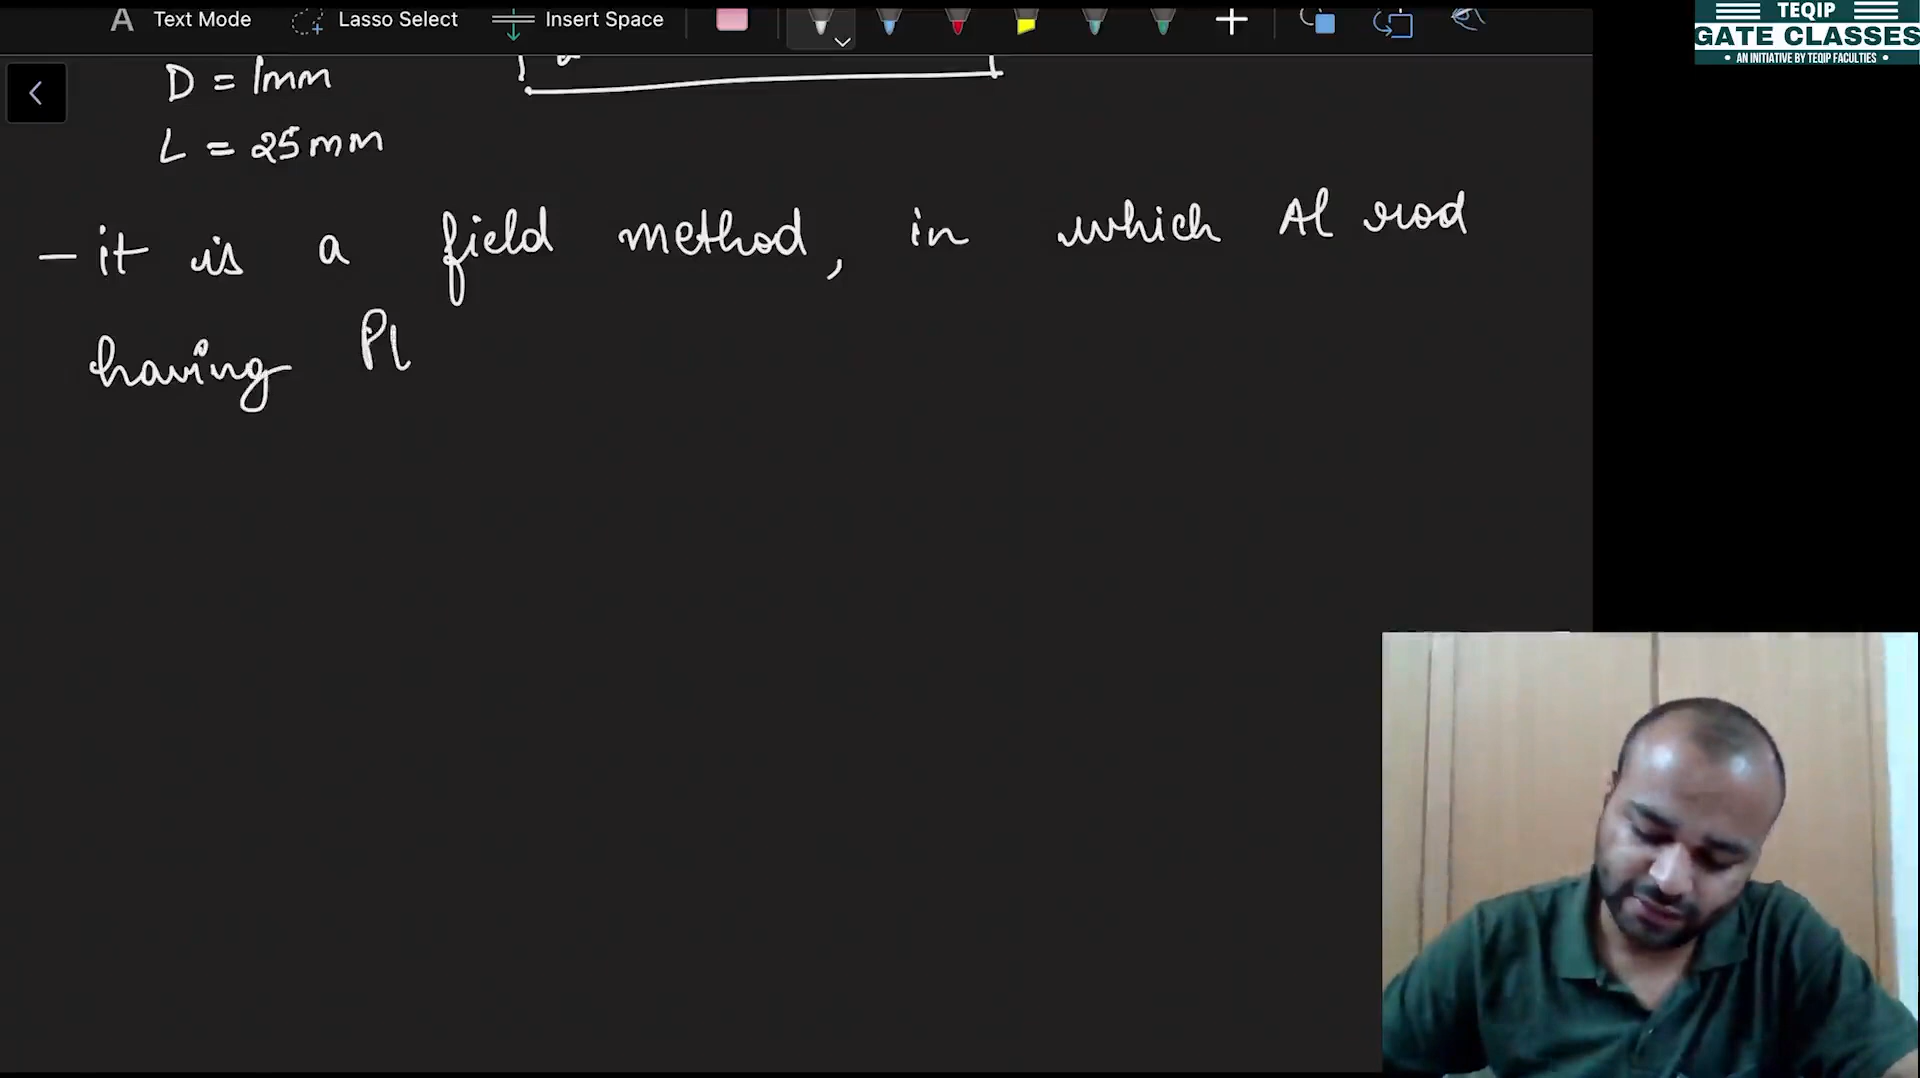 Text Mode Lasso Select Insert Space
TEQIP
GATE CLASSES
• AN INITIATIVE BY TEQIP FACULTIES •
D = 1mm
L = 25mm
- it is a field method, in which Al rod
having Pl